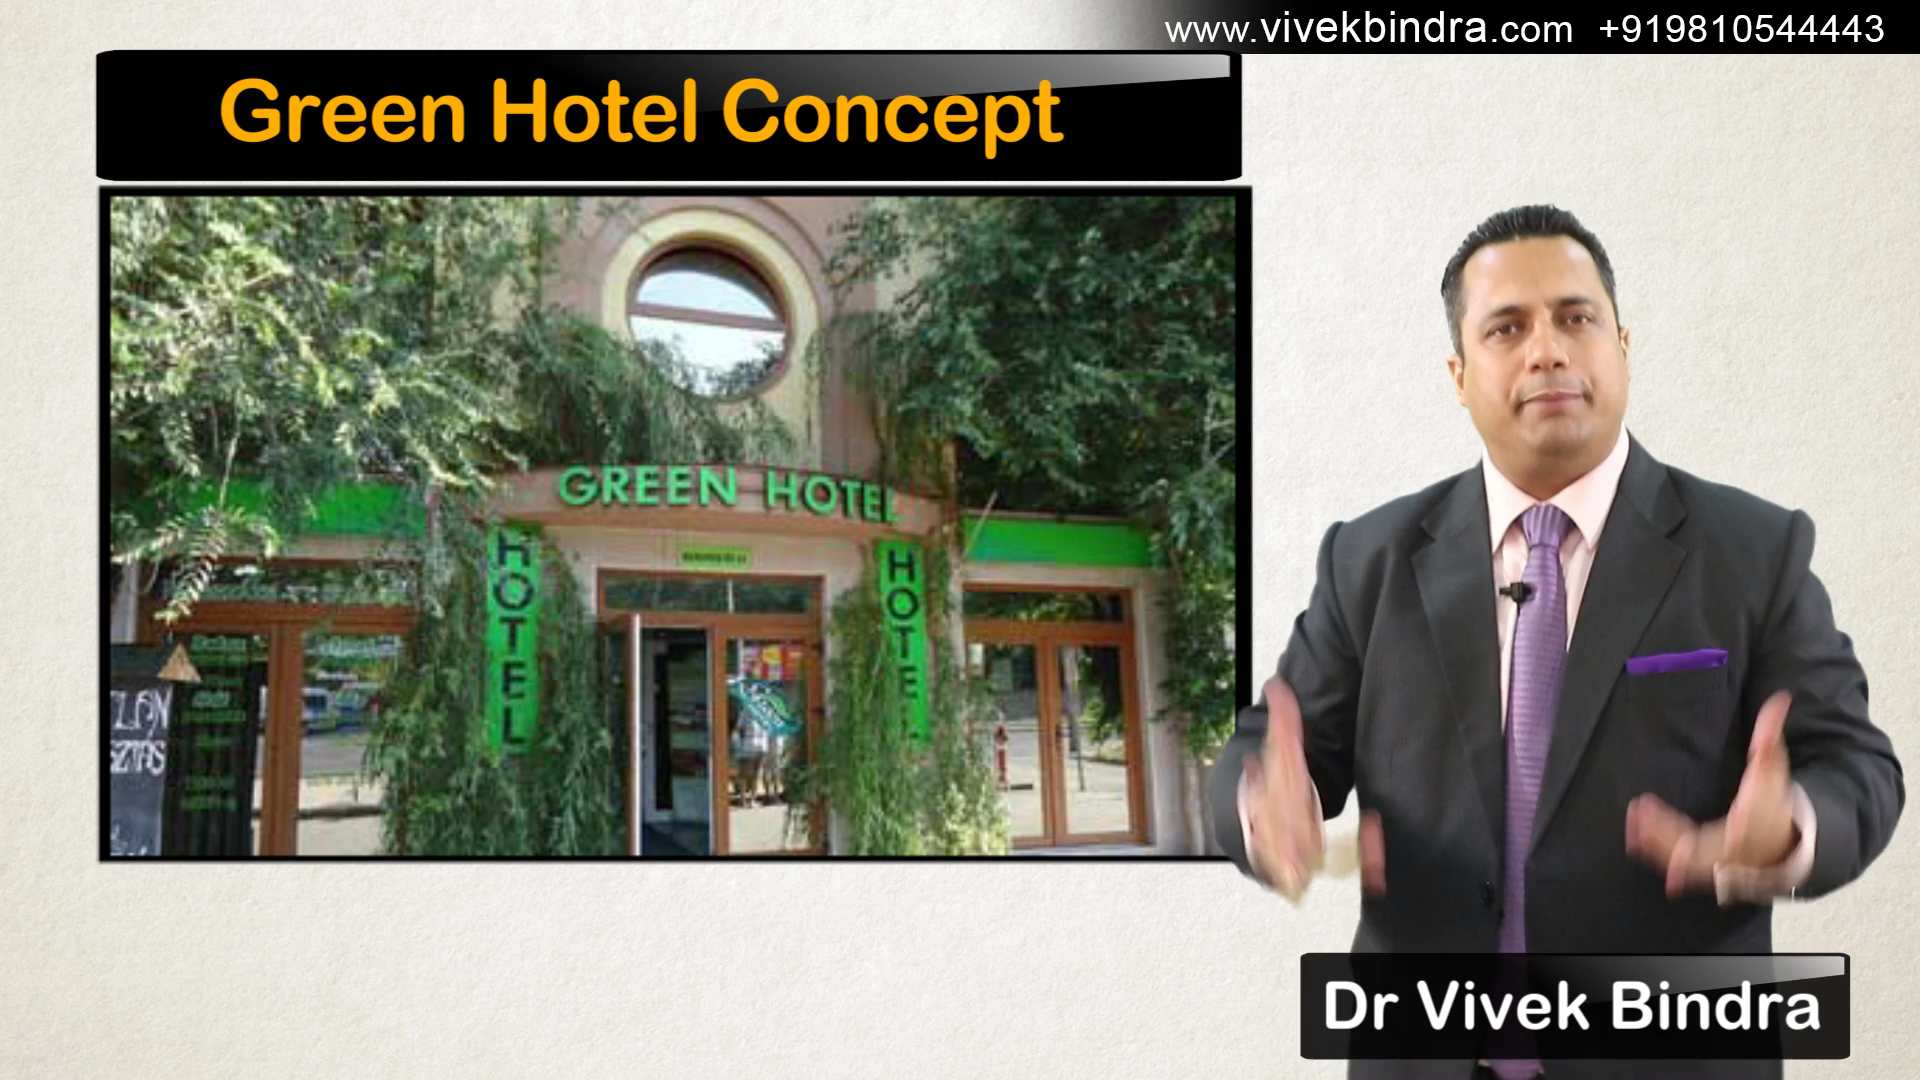 www.vivekbindra.com +919810544443
Green Hotel Concept
GREEN HOTEL
HOTEL
HOTEL
Dr Vivek Bindra